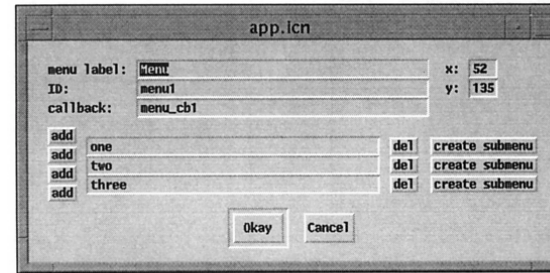 app.icn
menu label: Menu x: 52
ID: menu1 y: 135
callback: menu_cb1
add
one del create submenu
add
two del create submenu
add
three del create submenu
add
Okay Cancel